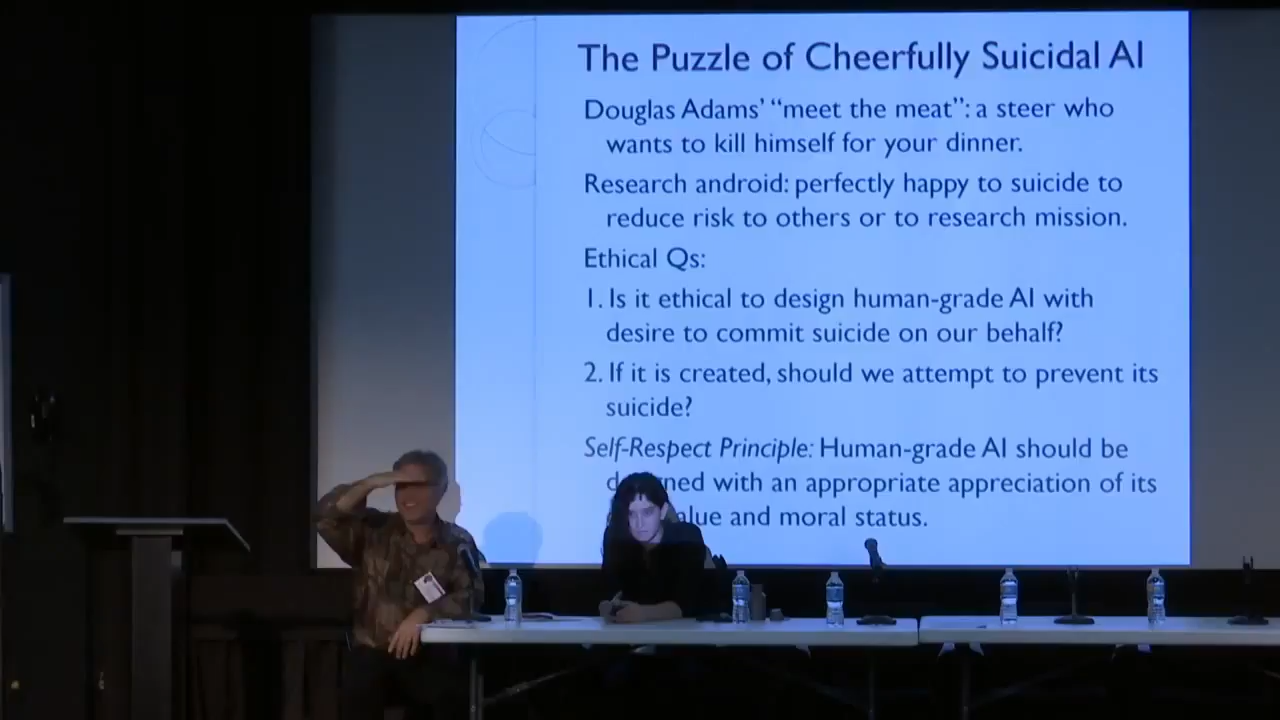 The Puzzle of Cheerfully Suicidal AI
Douglas Adams' "meet the meat": a steer who
wants to kill himself for your dinner.
Research android: perfectly happy to suicide to
reduce risk to others or to research mission.
Ethical Qs:
1. Is it ethical to design human-grade AI with
desire to commit suicide on our behalf?
2. If it is created, should we attempt to prevent its
suicide?
Self-Respect Principle: Human-grade AI should be
with an appropriate appreciation of its
and moral status.